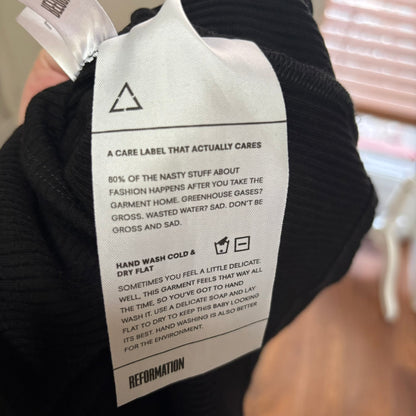 REFORMATION
A CARE LABEL THAT ACTUALLY CARES
80% OF THE NASTY STUFF ABOUT
FASHION HAPPENS AFTER YOU TAKE THE
GARMENT HOME. GREENHOUSE GASES?
GROSS. WASTED WATER? SAD. DON'T BE
GROSS AND SAD.
HAND WASH COLD &
DRY FLAT
SOMETIMES YOU FEEL A LITTLE DELICATE.
WELL, THIS GARMENT FEELS THAT WAY ALL
THE TIME, SO YOU'VE GOT TO HAND
WASH IT. USE A DELICATE SOAP AND LAY
FLAT TO DRY TO KEEP THIS BABY LOOKING
ITS BEST. HAND WASHING IS ALSO BETTER
FOR THE ENVIRONMENT.
REFORMATION